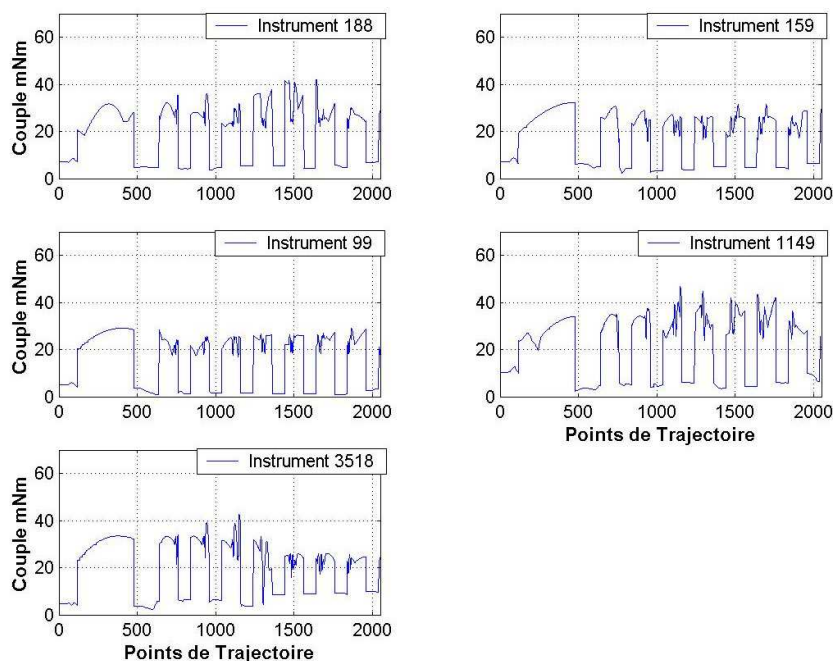 Instrument 188
Couple mNm
60
40
20
0
0 500 1000 1500 2000
Instrument 159
60
40
20
0
0 500 1000 1500 2000
Instrument 99
Couple mNm
60
40
20
0
0 500 1000 1500 2000
Instrument 1149
60
40
20
0
0 500 1000 1500 2000
Points de Trajectoire
Instrument 3518
Couple mNm
60
40
20
0
0 500 1000 1500 2000
Points de Trajectoire